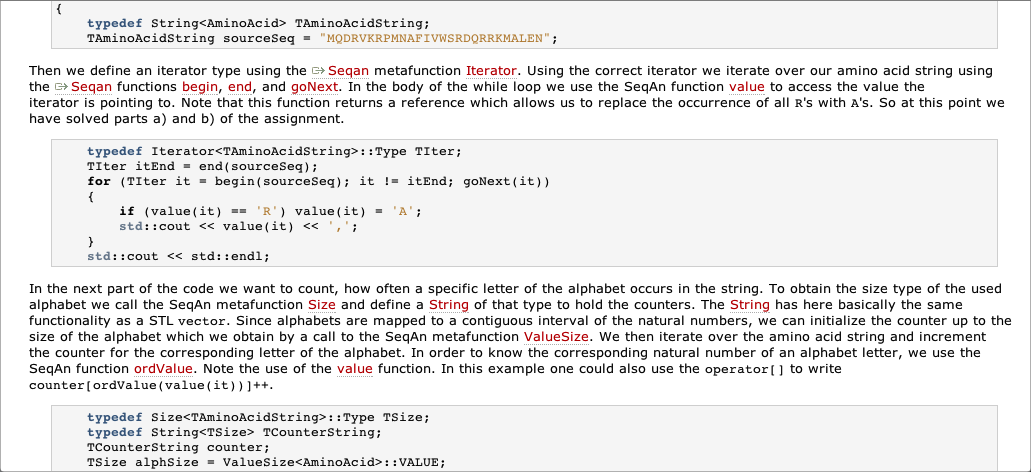 {
typedef String<AminoAcid> TAminoAcidString;
TAminoAcidString sourceSeq = "MQDRVKRPMNAFIVWSRDQRRKMALEN";
Then we define an iterator type using the Seqan metafunction Iterator. Using the correct iterator we iterate over our amino acid string using
the Seqan functions begin, end, and goNext. In the body of the while loop we use the SeqAn function value to access the value the
iterator is pointing to. Note that this function returns a reference which allows us to replace the occurrence of all R's with A's. So at this point we
have solved parts a) and b) of the assignment.
typedef Iterator<TAminoAcidString>::Type TIter;
TIter itEnd = end(sourceSeq);
for (TIter it = begin(sourceSeq); it != itEnd; goNext(it))
{
if (value(it) == 'R') value(it) = 'A';
std::cout << value(it) << ',';
}
std::cout << std::endl;
In the next part of the code we want to count, how often a specific letter of the alphabet occurs in the string. To obtain the size type of the used
alphabet we call the SeqAn metafunction Size and define a String of that type to hold the counters. The String has here basically the same
functionality as a STL vector. Since alphabets are mapped to a contiguous interval of the natural numbers, we can initialize the counter up to the
size of the alphabet which we obtain by a call to the SeqAn metafunction ValueSize. We then iterate over the amino acid string and increment
the counter for the corresponding letter of the alphabet. In order to know the corresponding natural number of an alphabet letter, we use the
SeqAn function ordValue. Note the use of the value function. In this example one could also use the operator[] to write
counter[ordValue(value(it))]++.
typedef Size<TAminoAcidString>::Type TSize;
typedef String<TSize> TCounterString;
TCounterString counter;
TSize alphSize = ValueSize<AminoAcid>::VALUE;